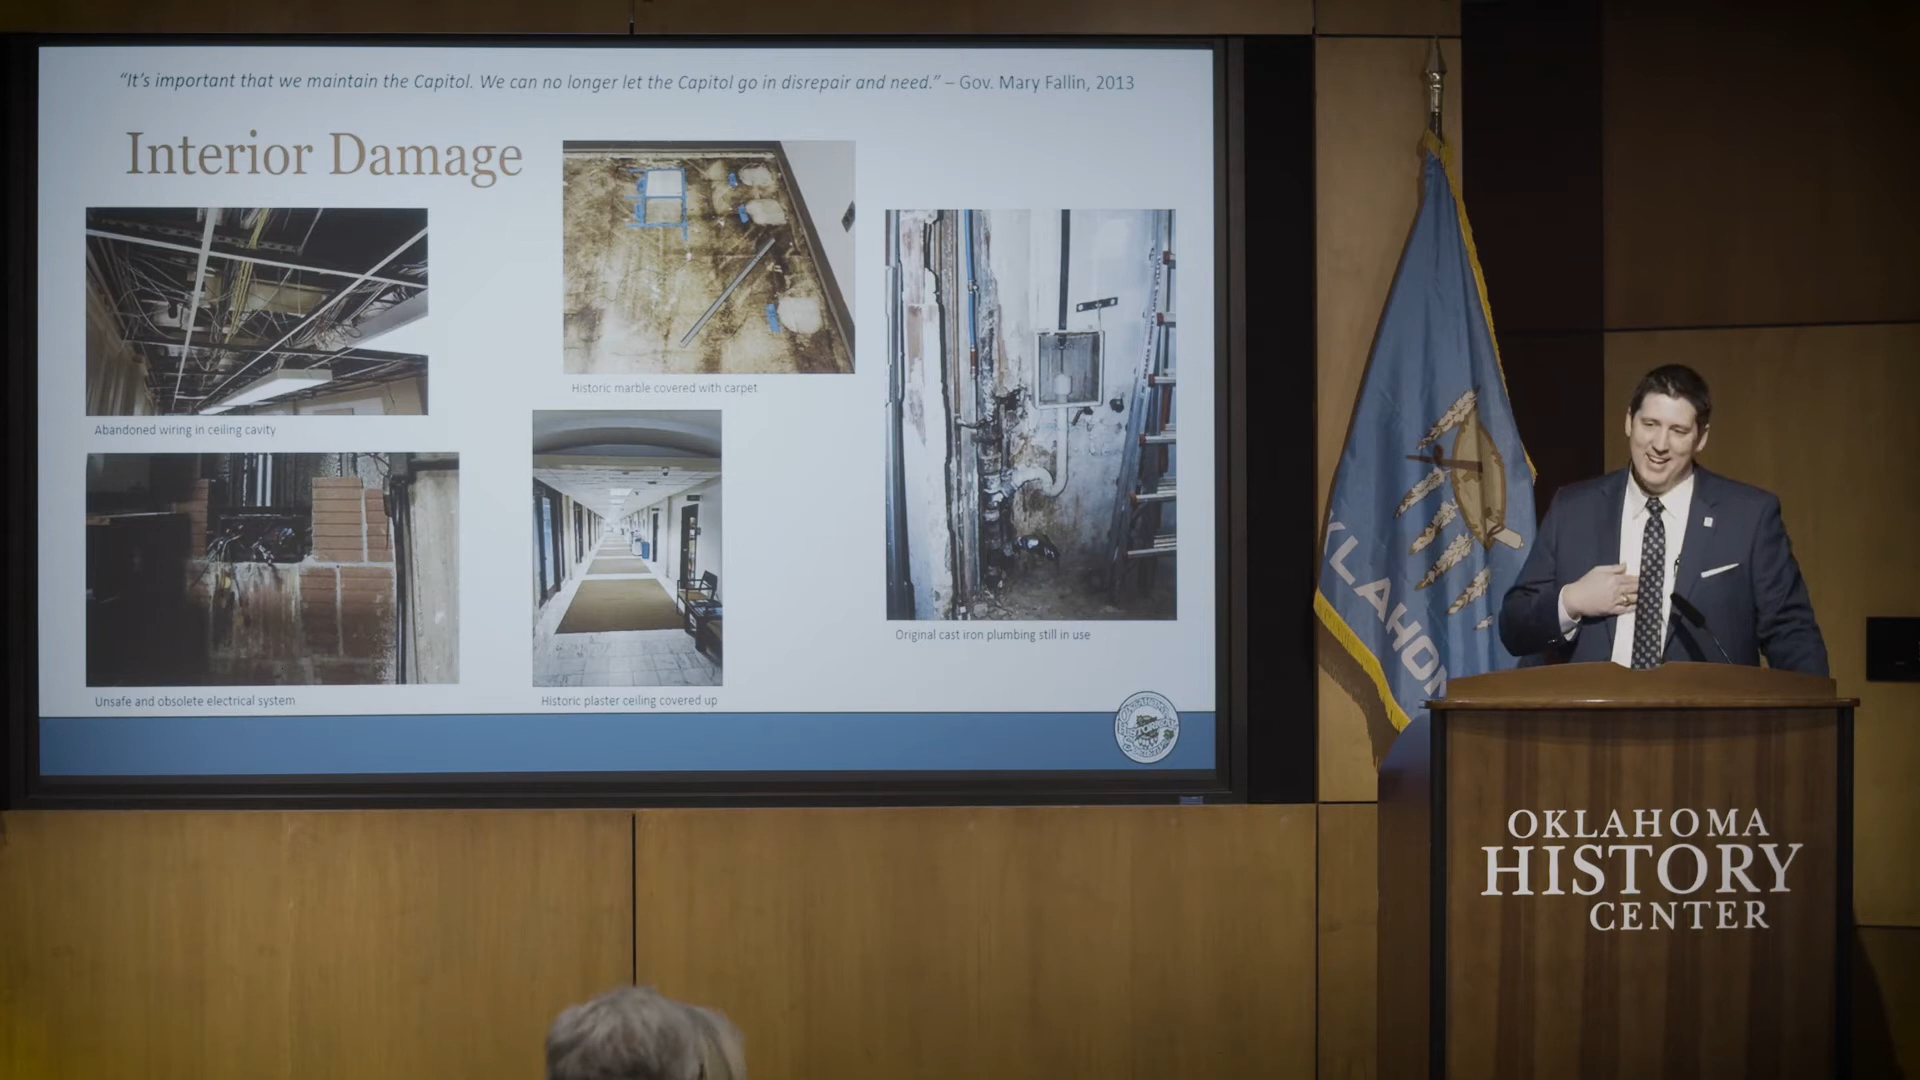 “It’s important that we maintain the Capitol. We can no longer let the Capitol go in disrepair and need.” – Gov. Mary Fallin, 2013
Interior Damage
Abandoned wiring in ceiling cavity
Historic marble covered with carpet
Unsafe and obsolete electrical system
Historic plaster ceiling covered up
Original cast iron plumbing still in use
KLAHOM
OKLAHOMA
HISTORY
CENTER